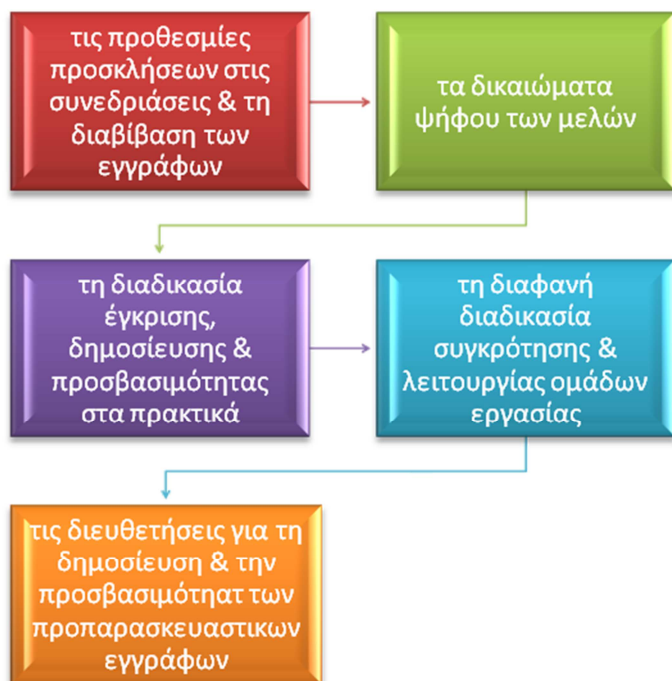 τις προθεσμίες
προσκλήσεων στις
συνεδριάσεις & τη
διαβίβαση των
εγγράφων
τα δικαιώματα
ψήφου των μελών
τη διαδικασία
έγκρισης,
δημοσίευσης &
προσβασιμότητας
στα πρακτικά
τη διαφανή
διαδικασία
συγκρότησης &
λειτουργίας ομάδων
εργασίας
τις διευθετήσεις για τη
δημοσίευση & την
προσβασιμότηατ των
προπαρασκευαστικων
εγγράφων